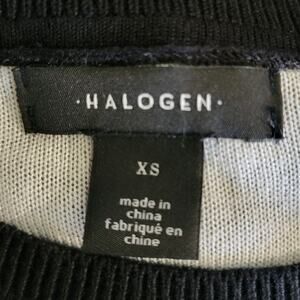 ·HALOGEN·
XS
made in
china
fabriqué en
chine